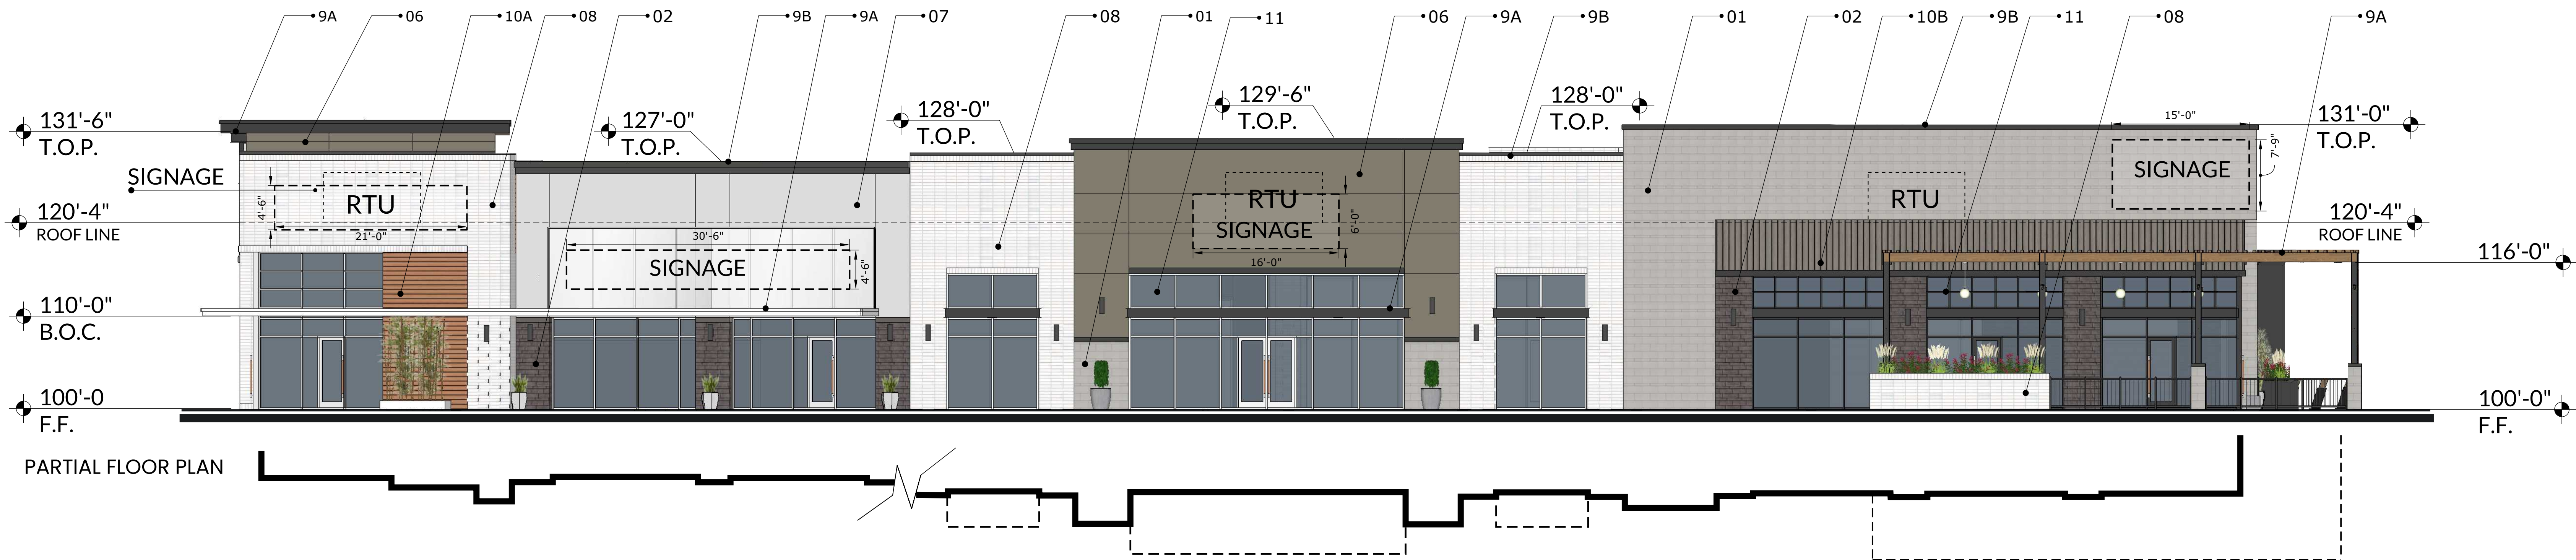 9A
06
10A
08
02
9B
9A
07
08
01
11
06
9A
9B
01
02
10B
9B
11
08
9A
131'-6"
T.O.P.
127'-0"
T.O.P.
128'-0"
T.O.P.
129'-6"
T.O.P.
128'-0"
T.O.P.
15'-0"
131'-0"
T.O.P.
SIGNAGE
7'-9"
SIGNAGE
4'-6"
RTU
21'-0"
RTU
SIGNAGE
6'-0"
16'-0"
RTU
120'-4"
ROOF LINE
120'-4"
ROOF LINE
30'-6"
SIGNAGE
4'-6"
116'-0"
110'-0"
B.O.C.
100'-0
F.F.
100'-0"
F.F.
PARTIAL FLOOR PLAN